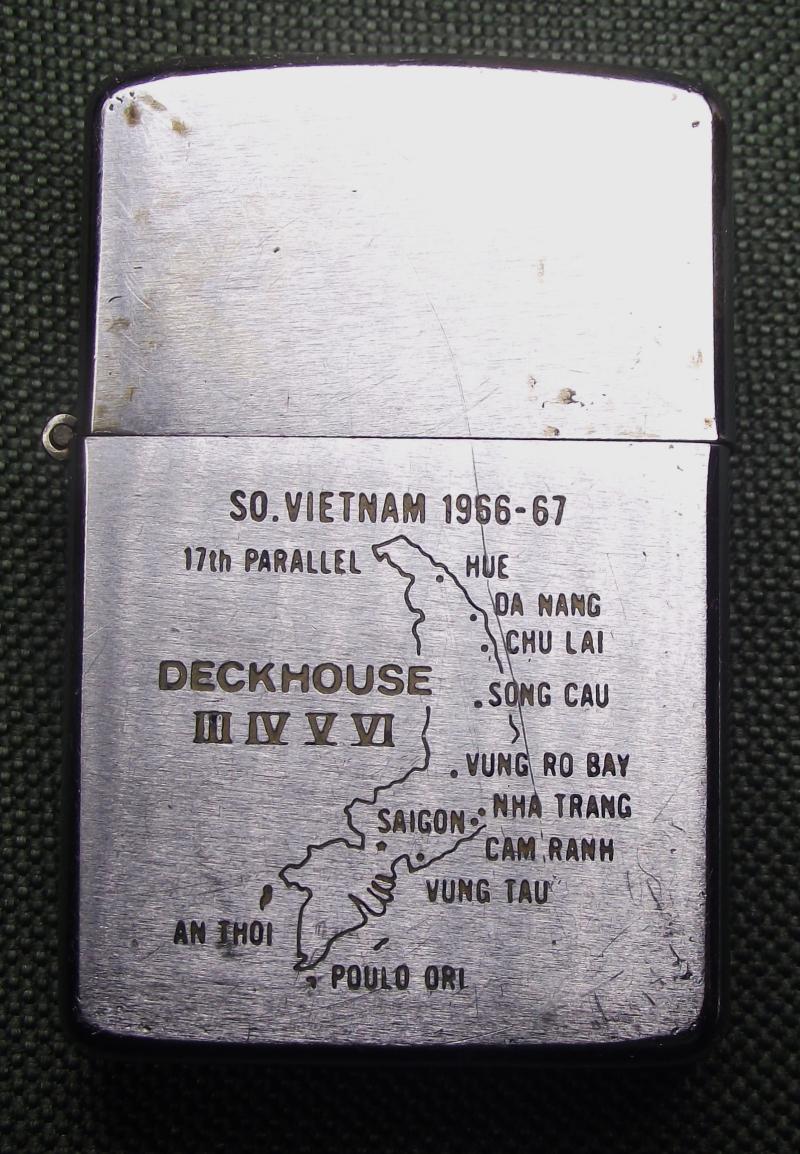 SO. VIETNAM 1966-67
17th PARALLEL
HUE
DA NANG
CHU LAI
DECKHOUSE
III IV V VI
SONG CAU
VUNG RO BAY
NHA TRANG
SAIGON
CAM RANH
VUNG TAU
AN THOI
POULO ORI